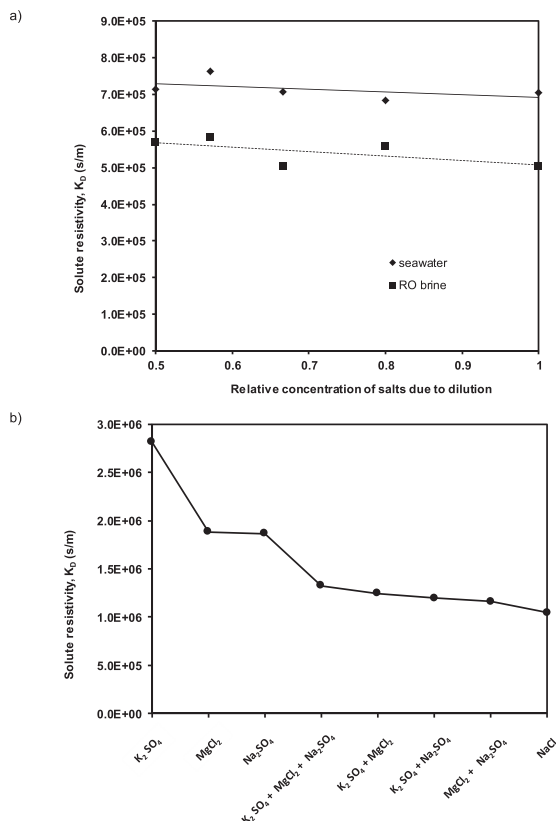 a)
9.0E+05
8.0E+05
7.0E+05
6.0E+05
5.0E+05
4.0E+05
3.0E+05
2.0E+05
1.0E+05
0.0E+00
Solute resistivity, K_D (s/m)
seawater
RO brine
0.5 0.6 0.7 0.8 0.9 1
Relative concentration of salts due to dilution
b)
3.0E+06
2.5E+06
2.0E+06
1.5E+06
1.0E+06
5.0E+05
0.0E+00
Solute resistivity, K_D (s/m)
K₂SO₄
MgCl₂
Na₂SO₄
K₂SO₄ + MgCl₂ + Na₂SO₄
K₂SO₄ + MgCl₂
K₂SO₄ + Na₂SO₄
MgCl₂ + Na₂SO₄
NaCl